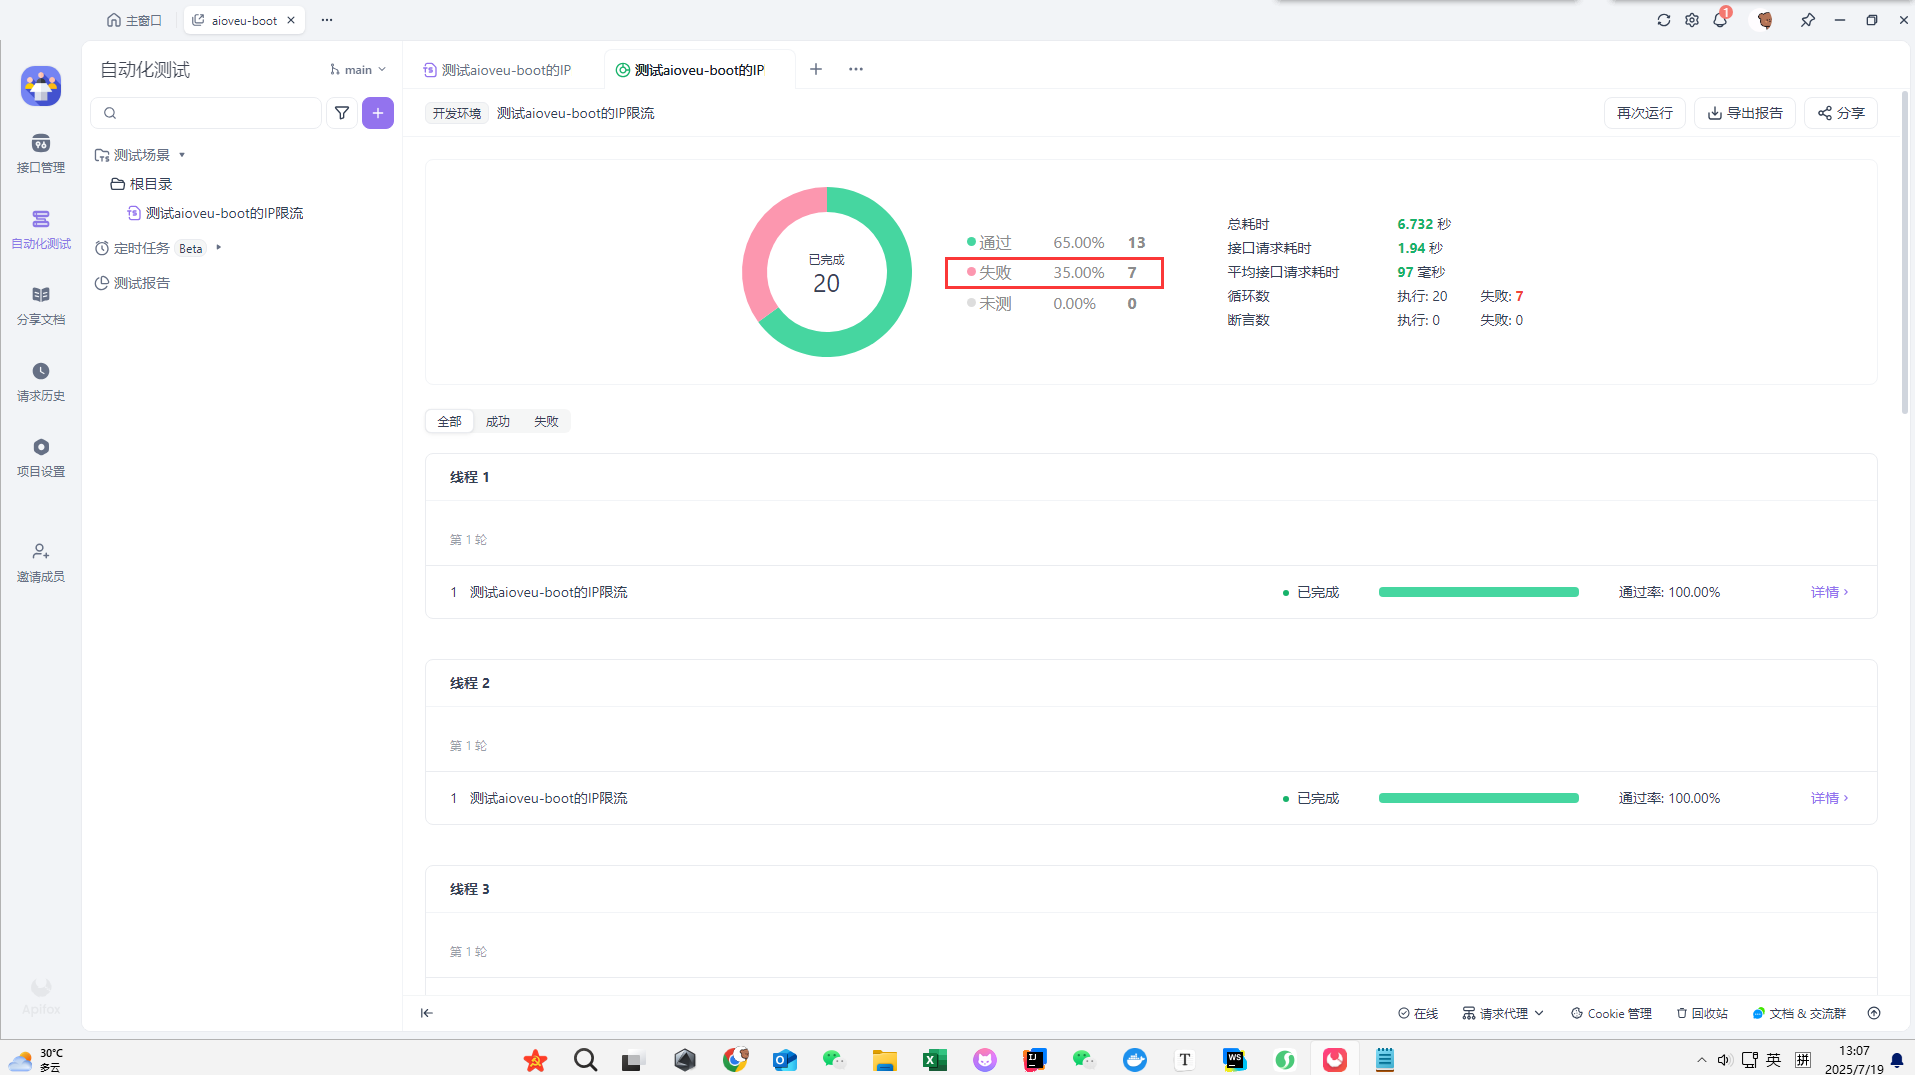 主窗口
aioveu-boot
1
自动化测试
main
测试aioveu-boot的IP
测试aioveu-boot的IP
开发环境
测试aioveu-boot的IP限流
再次运行
导出报告
分享
接口管理
自动化测试
分享文档
请求历史
项目设置
邀请成员
Apifox
测试场景
根目录
测试aioveu-boot的IP限流
定时任务 Beta
测试报告
已完成
20
通过 65.00% 13
失败 35.00% 7
未测 0.00% 0
总耗时 6.732 秒
接口请求耗时 1.94 秒
平均接口请求耗时 97 毫秒
循环数 执行: 20 失败: 7
断言数 执行: 0 失败: 0
全部 成功 失败
线程 1
第 1 轮
1 测试aioveu-boot的IP限流 已完成 通过率: 100.00% 详情
线程 2
第 1 轮
1 测试aioveu-boot的IP限流 已完成 通过率: 100.00% 详情
线程 3
第 1 轮
在线 请求代理 Cookie 管理 回收站 文档 & 交流群
30℃
多云
英
拼
13:07
2025/7/19